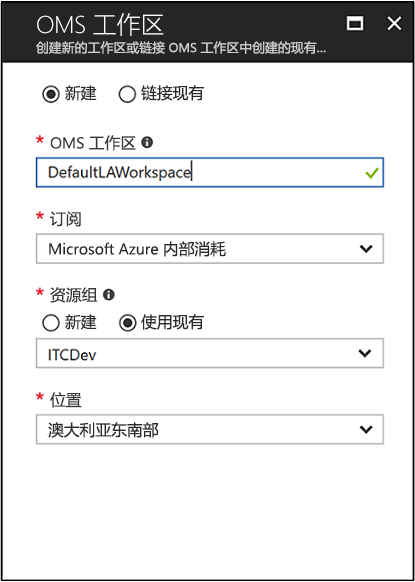 OMS 工作区
创建新的工作区或链接 OMS 工作区中创建的现有...
新建 链接现有
* OMS 工作区
DefaultLAWorkspace
* 订阅
Microsoft Azure 内部消耗
* 资源组
新建 使用现有
ITCDev
* 位置
澳大利亚东南部